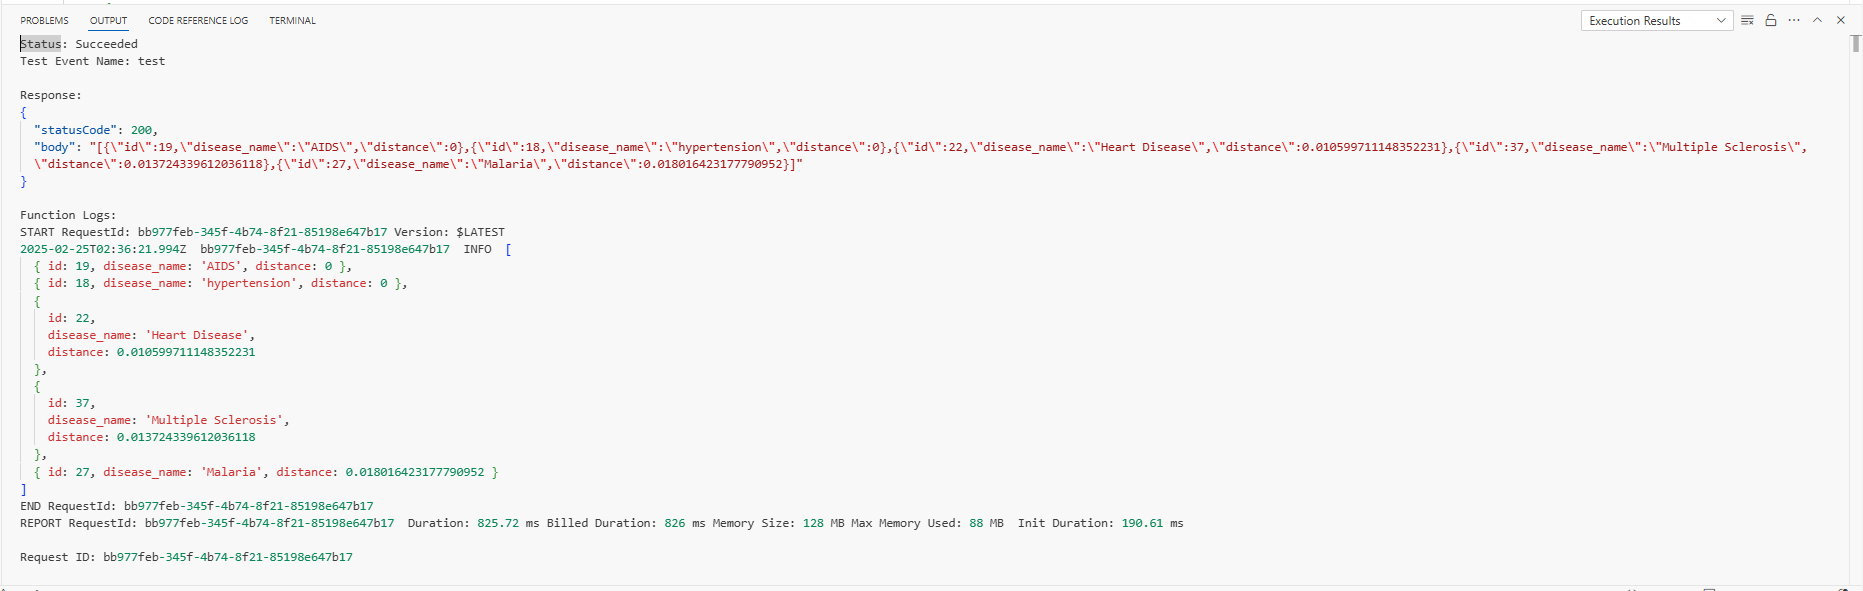 PROBLEMS OUTPUT CODE REFERENCE LOG TERMINAL Execution Results
Status: Succeeded
Test Event Name: test
Response:
{
"statusCode": 200,
"body": "[{\"id\":19,\"disease_name\":\"AIDS\",\"distance\":0},{\"id\":18,\"disease_name\":\"hypertension\",\"distance\":0},{\"id\":22,\"disease_name\":\"Heart Disease\",\"distance\":0.010599711148352231},{\"id\":37,\"disease_name\":\"Multiple Sclerosis\",
\"distance\":0.013724339612036118},{\"id\":27,\"disease_name\":\"Malaria\",\"distance\":0.018016423177790952}]"
}
Function Logs:
START RequestId: bb977feb-345f-4b74-8f21-85198e647b17 Version: $LATEST
2025-02-25T02:36:21.994Z bb977feb-345f-4b74-8f21-85198e647b17 INFO [
{ id: 19, disease_name: 'AIDS', distance: 0 },
{ id: 18, disease_name: 'hypertension', distance: 0 },
{
id: 22,
disease_name: 'Heart Disease',
distance: 0.010599711148352231
},
{
id: 37,
disease_name: 'Multiple Sclerosis',
distance: 0.013724339612036118
},
{ id: 27, disease_name: 'Malaria', distance: 0.018016423177790952 }
]
END RequestId: bb977feb-345f-4b74-8f21-85198e647b17
REPORT RequestId: bb977feb-345f-4b74-8f21-85198e647b17 Duration: 825.72 ms Billed Duration: 826 ms Memory Size: 128 MB Max Memory Used: 88 MB Init Duration: 190.61 ms
Request ID: bb977feb-345f-4b74-8f21-85198e647b17